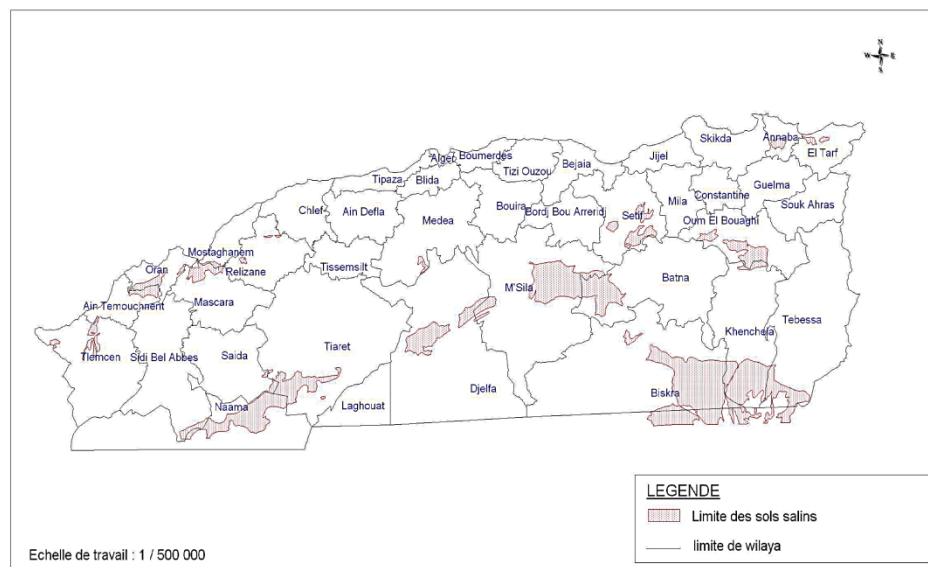 N
W E
S
Skikda
Annaba
El Tarf
Alger
Boumerdes
Tizi Ouzou
Bejaia
Jijel
Tipaza
Blida
Mila
Constantine
Guelma
Souk Ahras
Chlef
Ain Defla
Medea
Bouira
Bordj Bou Arreridj
Setif
Oum El Bouaghi
Mostaghanem
Oran
Relizane
Tissemsilt
M'Sila
Batna
Ain Temouchnent
Mascara
Khenchela
Tebessa
Tlemcen
Sidi Bel Abbes
Saida
Tiaret
Djelfa
Biskra
Naama
Laghouat
LEGENDE
Limite des sols salins
limite de wilaya
Echelle de travail : 1 / 500 000